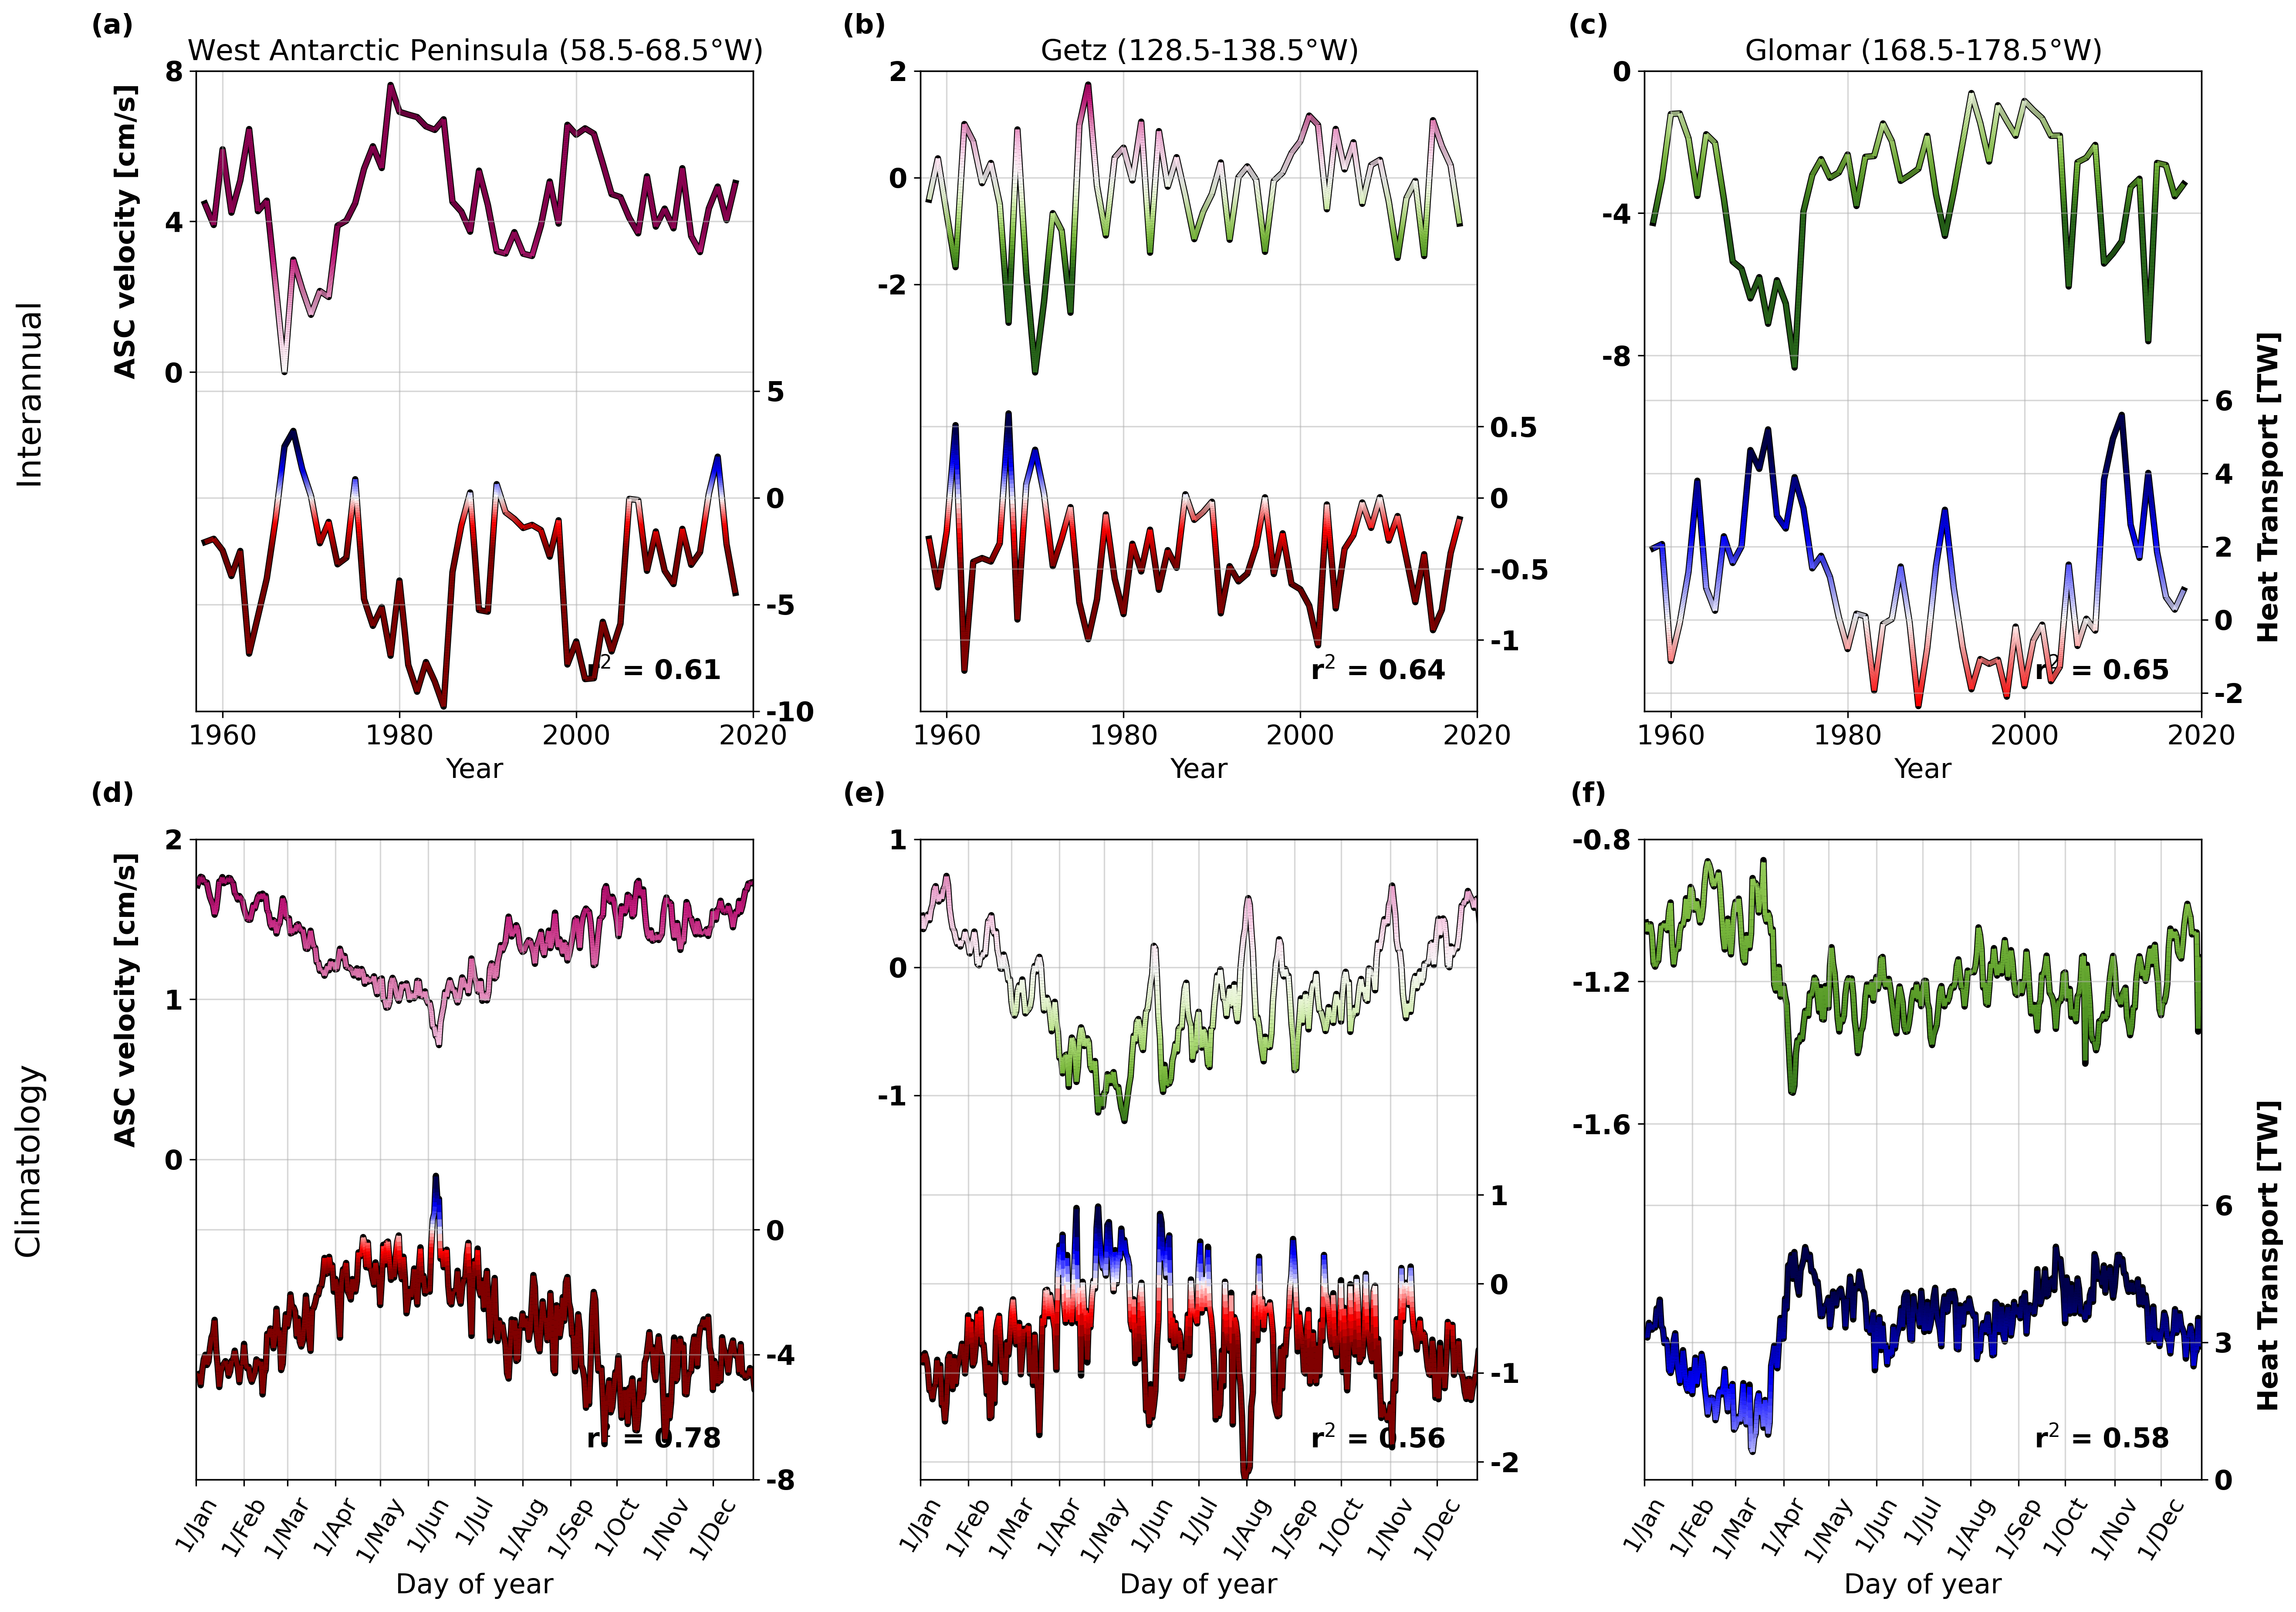 (a)
West Antarctic Peninsula (58.5-68.5°W)
(b)
Getz (128.5-138.5°W)
(c)
Glomar (168.5-178.5°W)
Interannual
ASC velocity [cm/s]
8
4
0
5
0
-5
-10
r² = 0.61
1960
1980
2000
2020
Year
2
0
-2
0.5
0
-0.5
-1
r² = 0.64
1960
1980
2000
2020
Year
0
-4
-8
6
4
2
0
-2
Heat Transport [TW]
r² = 0.65
1960
1980
2000
2020
Year
(d)
(e)
(f)
Climatology
ASC velocity [cm/s]
2
1
0
0
-4
-8
r² = 0.78
1/Jan
1/Feb
1/Mar
1/Apr
1/May
1/Jun
1/Jul
1/Aug
1/Sep
1/Oct
1/Nov
1/Dec
Day of year
1
0
-1
1
0
-1
-2
r² = 0.56
1/Jan
1/Feb
1/Mar
1/Apr
1/May
1/Jun
1/Jul
1/Aug
1/Sep
1/Oct
1/Nov
1/Dec
Day of year
-0.8
-1.2
-1.6
6
3
0
Heat Transport [TW]
r² = 0.58
1/Jan
1/Feb
1/Mar
1/Apr
1/May
1/Jun
1/Jul
1/Aug
1/Sep
1/Oct
1/Nov
1/Dec
Day of year